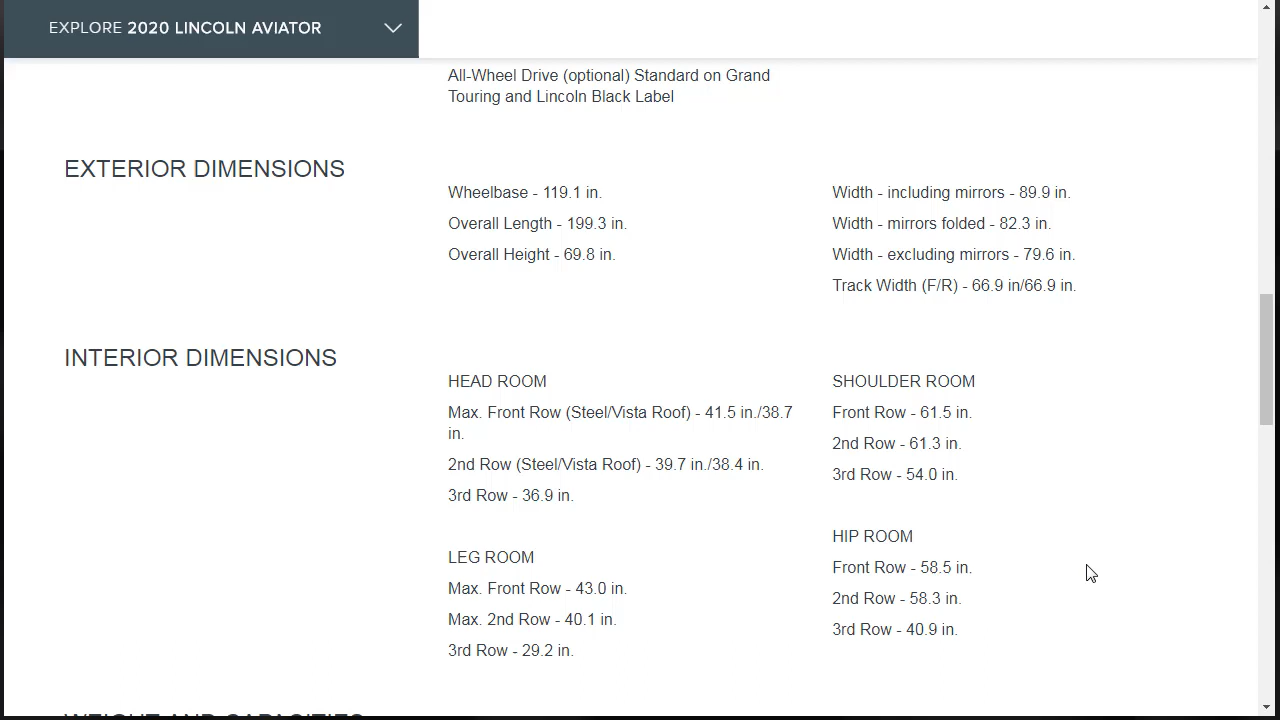 EXPLORE 2020 LINCOLN AVIATOR
All-Wheel Drive (optional) Standard on Grand
Touring and Lincoln Black Label
EXTERIOR DIMENSIONS
Wheelbase - 119.1 in.
Overall Length - 199.3 in.
Overall Height - 69.8 in.
Width - including mirrors - 89.9 in.
Width - mirrors folded - 82.3 in.
Width - excluding mirrors - 79.6 in.
Track Width (F/R) - 66.9 in/66.9 in.
INTERIOR DIMENSIONS
HEAD ROOM
Max. Front Row (Steel/Vista Roof) - 41.5 in./38.7
in.
2nd Row (Steel/Vista Roof) - 39.7 in./38.4 in.
3rd Row - 36.9 in.
LEG ROOM
Max. Front Row - 43.0 in.
Max. 2nd Row - 40.1 in.
3rd Row - 29.2 in.
SHOULDER ROOM
Front Row - 61.5 in.
2nd Row - 61.3 in.
3rd Row - 54.0 in.
HIP ROOM
Front Row - 58.5 in.
2nd Row - 58.3 in.
3rd Row - 40.9 in.
WEIGHT AND CAPACITIES